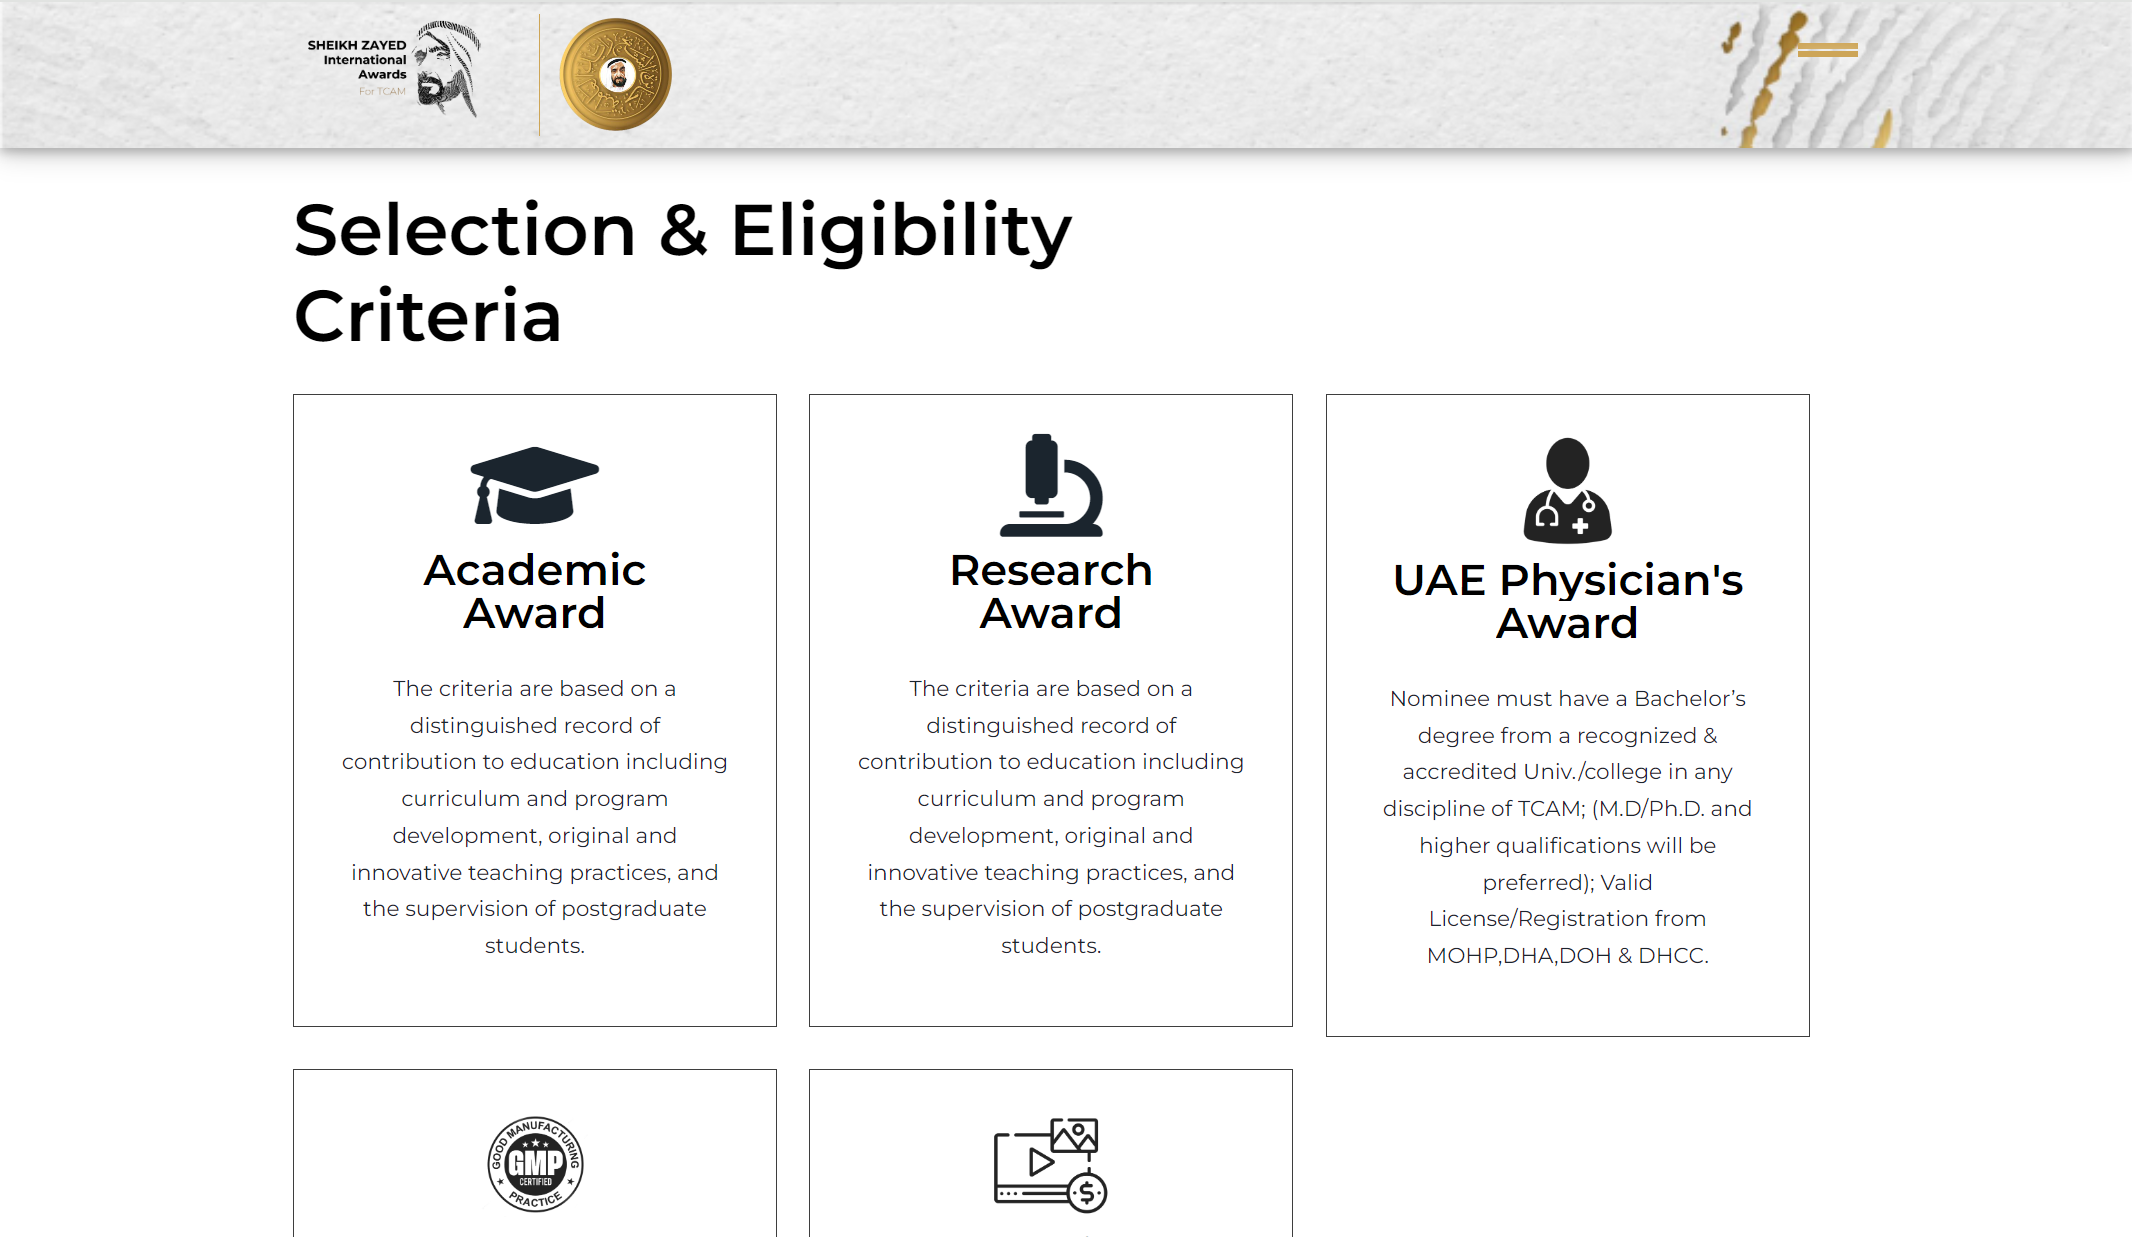 SHEIKH ZAYED
International
Awards
For TCAM
Selection & Eligibility
Criteria
Academic
Award
The criteria are based on a
distinguished record of
contribution to education including
curriculum and program
development, original and
innovative teaching practices, and
the supervision of postgraduate
students.
Research
Award
The criteria are based on a
distinguished record of
contribution to education including
curriculum and program
development, original and
innovative teaching practices, and
the supervision of postgraduate
students.
UAE Physician's
Award
Nominee must have a Bachelor’s
degree from a recognized &
accredited Univ./college in any
discipline of TCAM; (M.D/Ph.D. and
higher qualifications will be
preferred); Valid
License/Registration from
MOHP,DHA,DOH & DHCC.
GOOD MANUFACTURING
GMP
CERTIFIED
PRACTICE
$